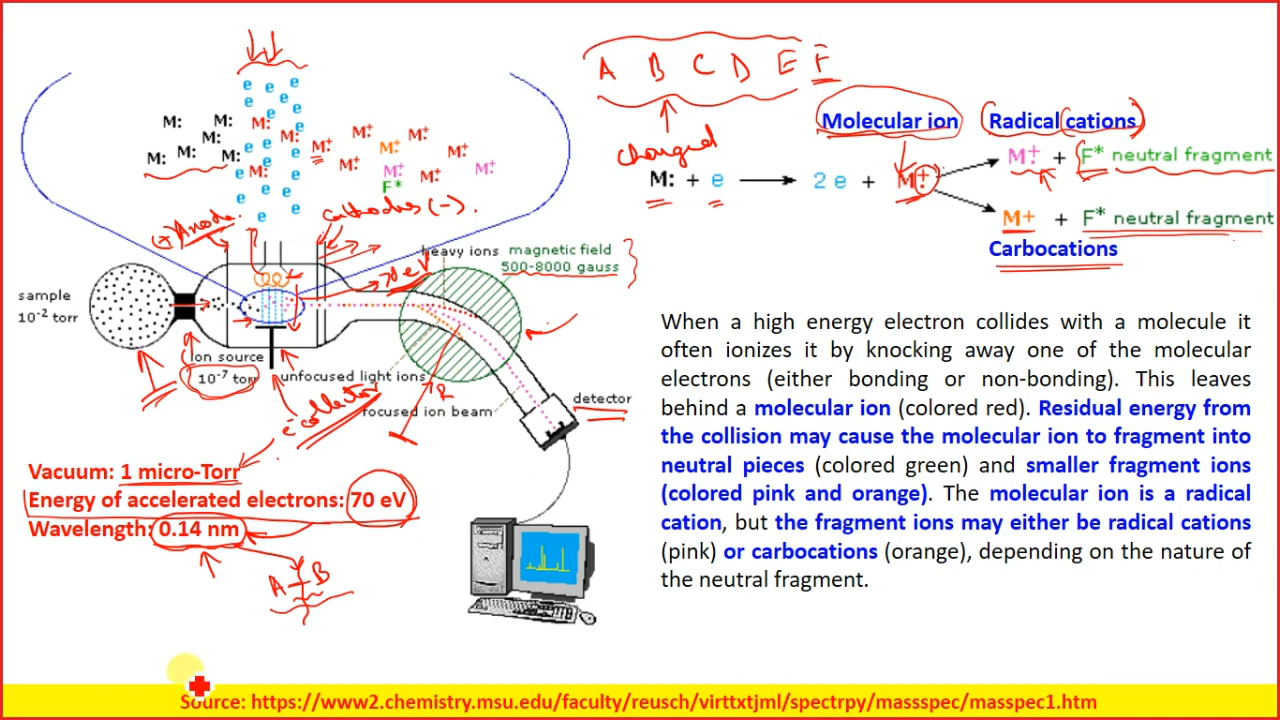 A B C D E F
Molecular ion
Radical cations
charged
M: + e → 2 e + M:+
M:+ + F* neutral fragment
M+ + F* neutral fragment
Carbocations
e e e
e e e
e e e
e e
e e
e e
e
M: M: M: M: M: M:
M:+ M:+ M:+ M:+ M:+ M:+
M:+ M:+ M:+ M:+ M:+ M:+
F*
(+) Anode
cathodes (-).
70 eV
heavy ions
magnetic field
500-8000 gauss
sample
10-2 torr
Ion source
10-7 torr
unfocused light ions
e- collector
R
focused ion beam
detector
Vacuum: 1 micro-Torr
Energy of accelerated electrons: 70 eV
Wavelength: 0.14 nm
A – B
When a high energy electron collides with a molecule it
often ionizes it by knocking away one of the molecular
electrons (either bonding or non-bonding). This leaves
behind a molecular ion (colored red). Residual energy from
the collision may cause the molecular ion to fragment into
neutral pieces (colored green) and smaller fragment ions
(colored pink and orange). The molecular ion is a radical
cation, but the fragment ions may either be radical cations
(pink) or carbocations (orange), depending on the nature of
the neutral fragment.
Source: https://www2.chemistry.msu.edu/faculty/reusch/virttxtjml/spectrpy/massspec/masspec1.htm